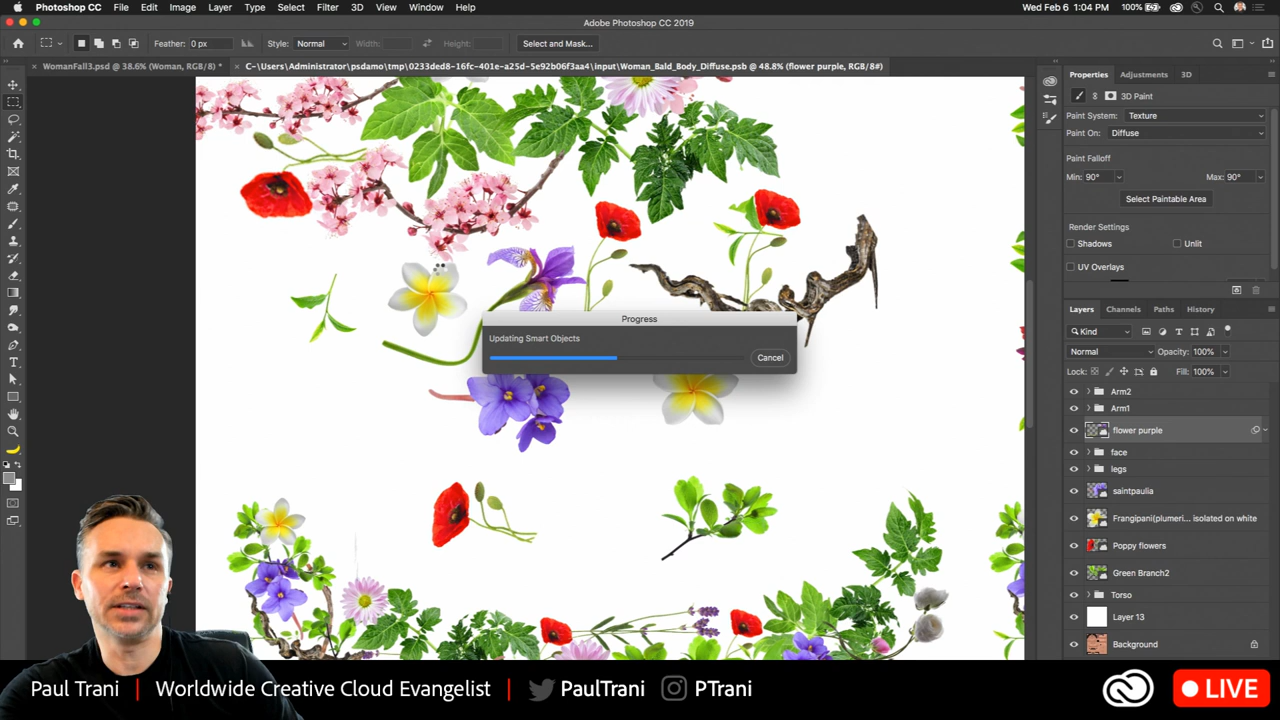 Photoshop CC File Edit Image Layer Type Select Filter 3D View Window Help
100% Wed Feb 6 1:04 PM
Adobe Photoshop CC 2019
Feather: 0 px Style: Normal Width: Height: Select and Mask...
WomanFall3.psd @ 38.6% (Woman, RGB/8) *
C-\Users\Administrator\psdamo\tmp\0233ded8-16fc-401e-a25d-5e92b06f3aa4\input\Woman_Bald_Body_Diffuse.psb @ 48.8% (flower purple, RGB/8#)
Properties Adjustments 3D
3D Paint
Paint System: Texture
Paint On: Diffuse
Paint Falloff
Min: 90° Max: 90°
Select Paintable Area
Render Settings
Shadows Unlit
UV Overlays
Progress
Updating Smart Objects
Cancel
Layers Channels Paths History
Kind
Normal Opacity: 100%
Lock: Fill: 100%
Arm2
Arm1
flower purple
face
legs
saintpaulia
Frangipani(plumeri... isolated on white
Poppy flowers
Green Branch2
Torso
Layer 13
Background
Paul Trani | Worldwide Creative Cloud Evangelist | PaulTrani PTrani
LIVE